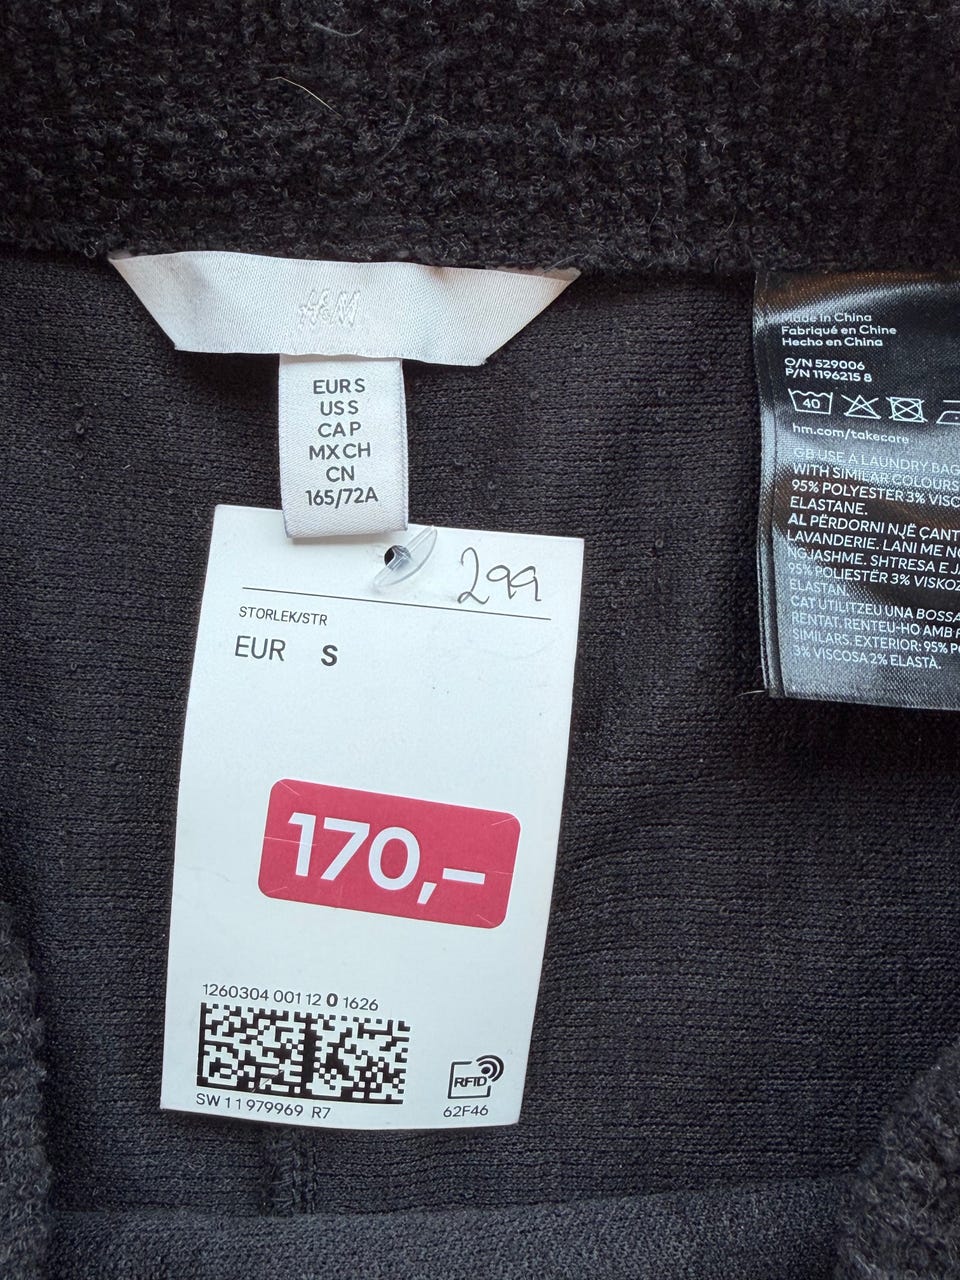 H&M
EUR S
US S
CA P
MX CH
CN
165/72A
299
STORLEK/STR
EUR S
170,-
1260304 001 12 0 1626
SW 11979969 R7
RFID
62F46
Made in China
Fabriqué en Chine
Hecho en China
O/N 529006
P/N 1196215 8
40
hm.com/takecare
GB USE A LAUNDRY BAG
WITH SIMILAR COLOURS
95% POLYESTER 3% VISC
ELASTANE.
AL PËRDORNI NJË ÇANT
LAVANDERIE. LANI ME N
NGJASHME. SHTRESA E J
95% POLIESTËR 3% VISKOZ
ELASTAN.
CAT UTILITZEU UNA BOSSA
RENTAT. RENTEU-HO AMB
SIMILARS. EXTERIOR: 95% P
3% VISCOSA 2% ELASTÀ.